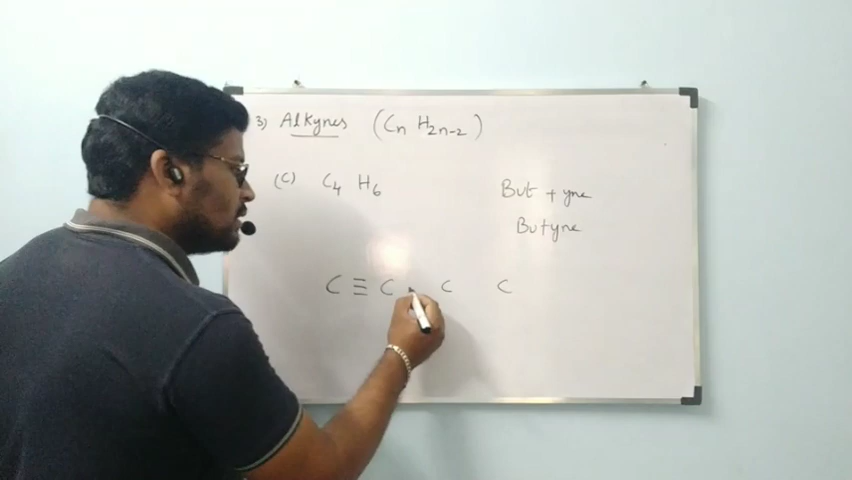 3) Alkynes (Cn H2n-2)
(C) C4 H6
But + yne
Butyne
C ≡ C C C